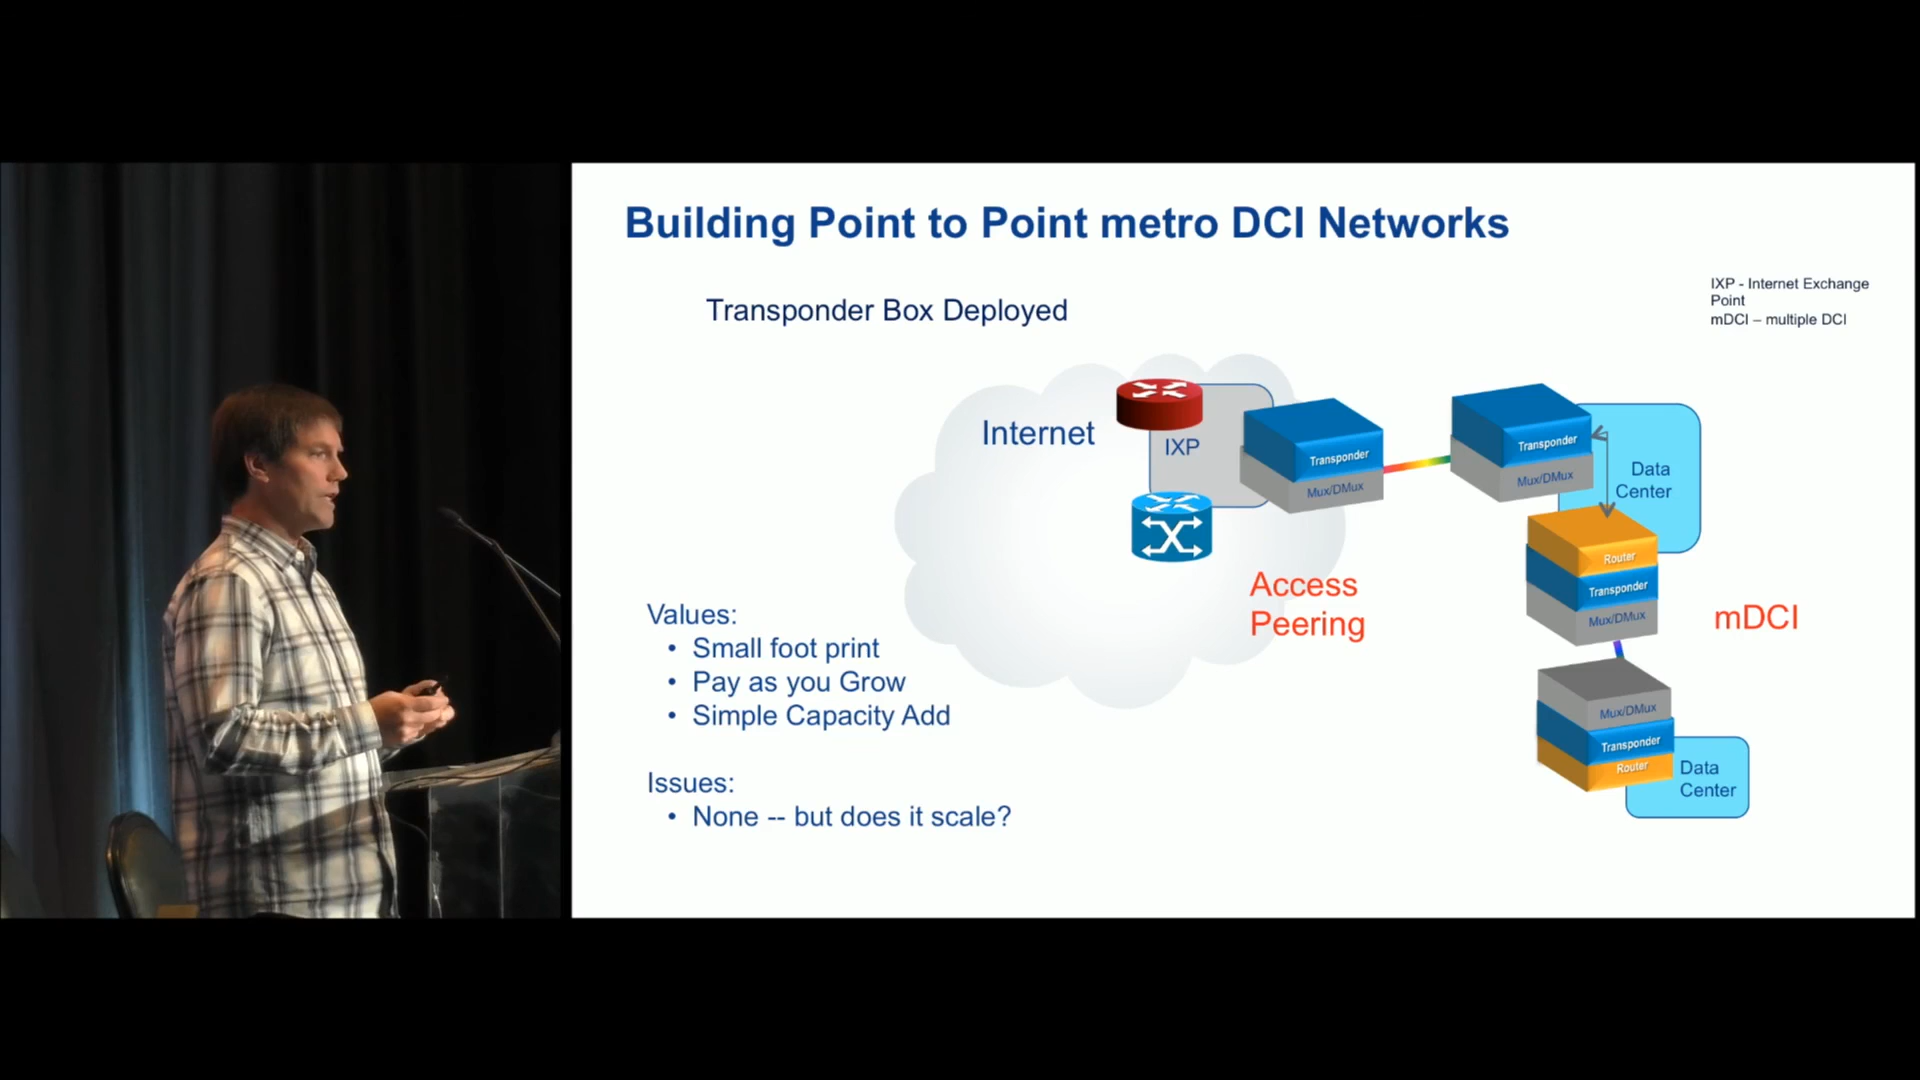 Building Point to Point metro DCI Networks
Transponder Box Deployed
IXP - Internet Exchange
Point
mDCI – multiple DCI
Internet
IXP
Transponder
Mux/DMux
Transponder
Mux/DMux
Data
Center
Router
Transponder
Mux/DMux
Access
Peering
mDCI
Mux/DMux
Transponder
Router
Data
Center
Values:
• Small foot print
• Pay as you Grow
• Simple Capacity Add
Issues:
• None -- but does it scale?